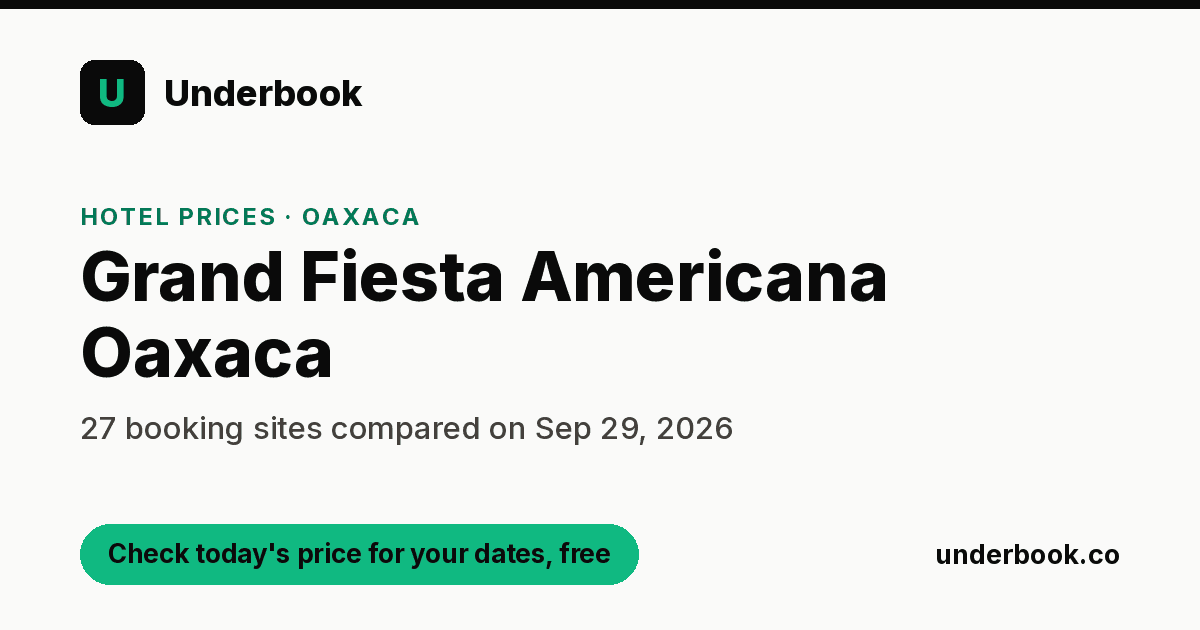 U Underbook
HOTEL PRICES · OAXACA
Grand Fiesta Americana
Oaxaca
27 booking sites compared on Sep 29, 2026
Check today's price for your dates, free
underbook.co